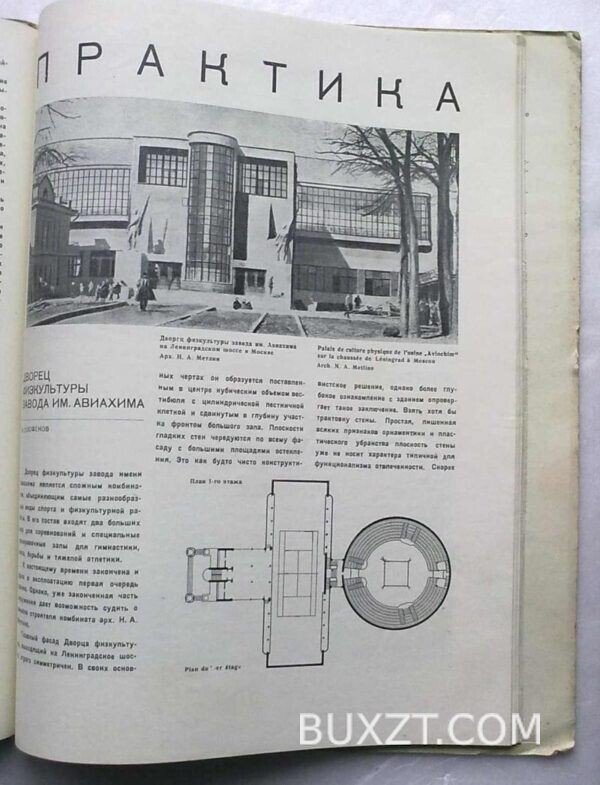 ПРАКТИКА
Дворец физкультуры завода им. Авиахима
на Ленинградском шоссе в Москве
Арх. Н. А. Метлин
Palais de culture physique de l'usine „Aviachim"
sur la chaussée de Léningrad à Moscou
Arch. N. A. Metline
ДВОРЕЦ
ФИЗКУЛЬТУРЫ
ЗАВОДА ИМ. АВИАХИМА
Дворец физкультуры завода имени
является сложным комбина-
объединяющим самые разнообраз-
виды спорта и физкультурной ра-
В его состав входят два больших
для соревнований и специальные
залы для гимнастики,
борьбы и тяжелой атлетики.
настоящему времени закончена и
в эксплоатацию первая очередь
Однако, уже законченная часть
дает возможность судить о
строителя комбината арх. Н. А.
фасад Дворца физкульту-
выходящий на Ленинградское шос-
строго симметричен. В своих основ-
ных чертах он образуется поставлен-
ным в центре кубическим объемом вес-
тибюля с цилиндрической лестничной
клеткой и сдвинутым в глубину участ-
ка фронтом большого зала. Плоскости
гладких стен чередуются по всему фа-
саду с большими площадями остекле-
ния. Это как будто чисто конструкти-
вистское решение, однако более глу-
бокое ознакомление с зданием опровер-
гает такое заключение. Взять хотя бы
трактовку стены. Простая, лишенная
всяких признаков орнаментики и плас-
тического убранства плоскость стены
уже не носит характера типичной для
функционализма отвлеченности. Скорее
План 1-го этажа
Plan du 1-er étage
BUXZT.COM